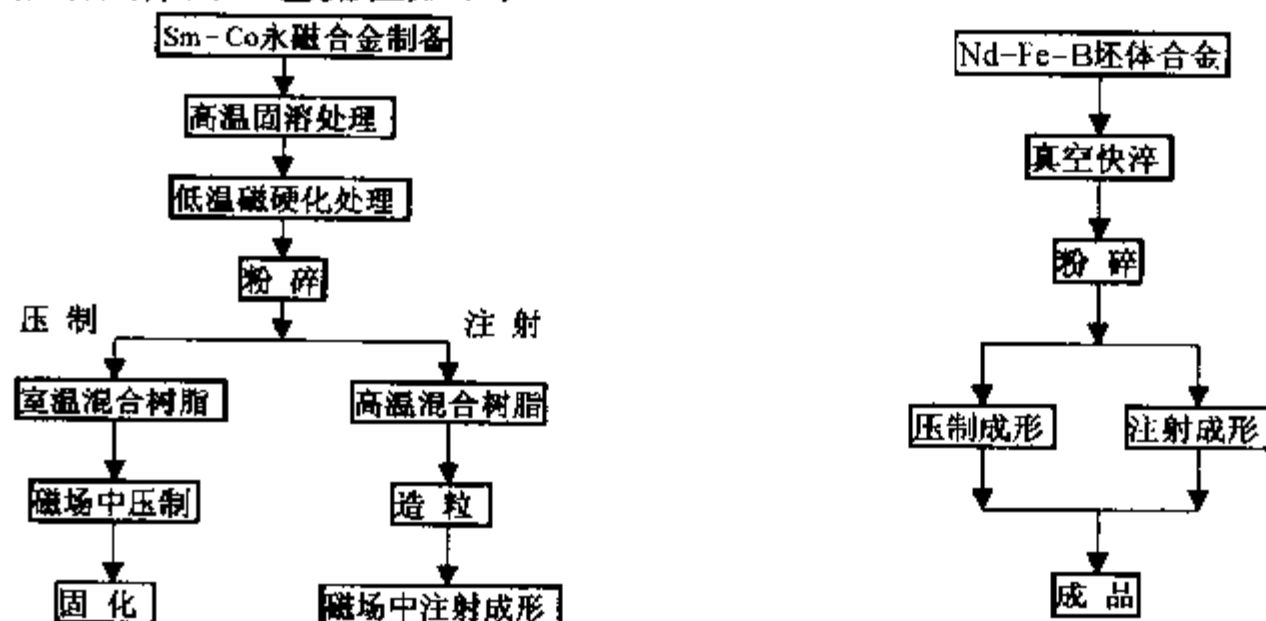 Sm-Co永磁合金制备
高温固溶处理
低温磁硬化处理
粉碎
压制
注射
室温混合树脂
高温混合树脂
磁场中压制
造粒
固化
磁场中注射成形
Nd-Fe-B坯体合金
真空快淬
粉碎
压制成形
注射成形
成品